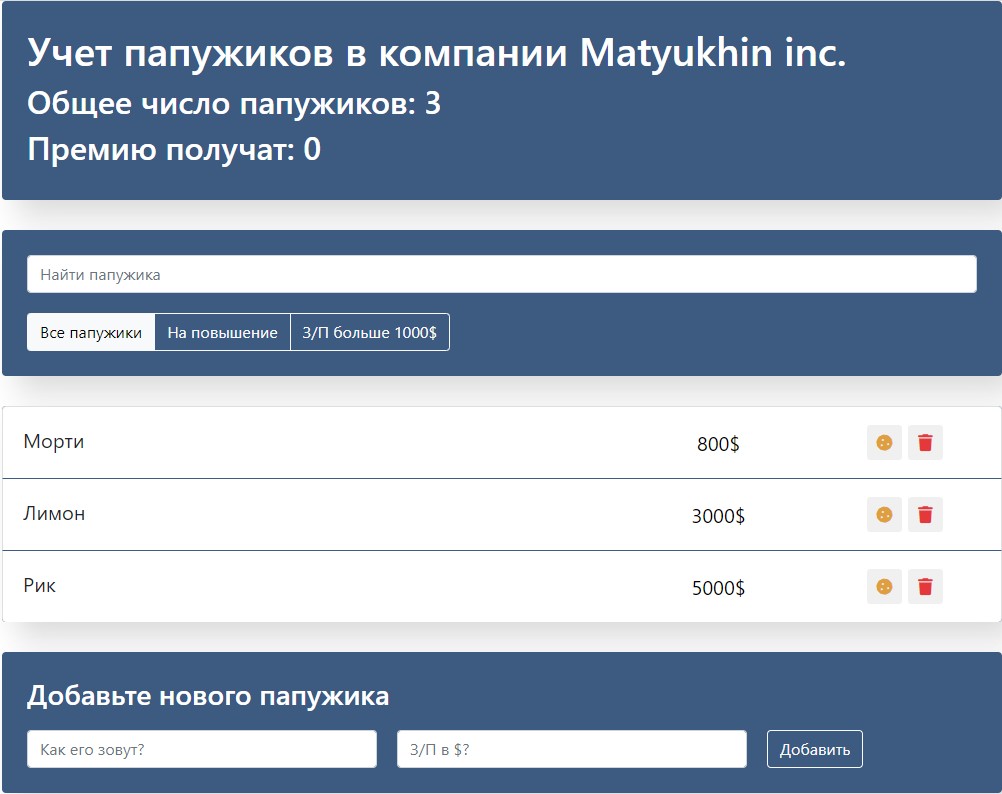 Учет папужиков в компании Matyukhin inc.
Общее число папужиков: 3
Премию получат: 0
Найти папужика
Все папужики На повышение З/П больше 1000$
Морти 800$
Лимон 3000$
Рик 5000$
Добавьте нового папужика
Как его зовут? З/П в $? Добавить